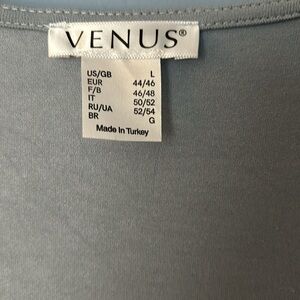 VENUS®
US/GB L
EUR 44/46
F/B 46/48
IT 50/52
RU/UA 52/54
BR G
Made In Turkey